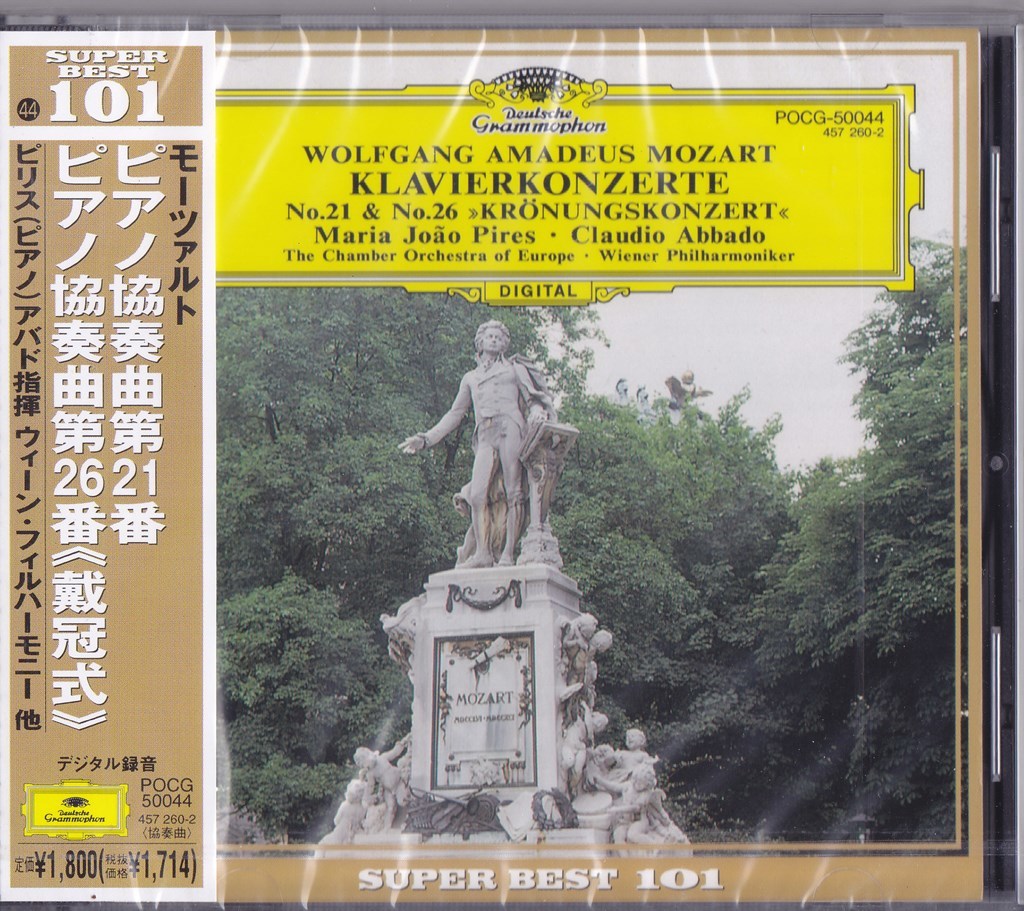 SUPER
BEST
101
44
モーツァルト
ピアノ協奏曲第21番
ピアノ協奏曲第26番《戴冠式》
ピリス(ピアノ)アバド指揮 ウィーン・フィルハーモニー 他
デジタル録音
POCG
50044
457 260-2
〈協奏曲〉
Deutsche
Grammophon
定価¥1,800(税抜価格¥1,714)
Deutsche
Grammophon
POCG-50044
457 260-2
WOLFGANG AMADEUS MOZART
KLAVIERKONZERTE
No.21 & No.26 »KRÖNUNGSKONZERT«
Maria João Pires · Claudio Abbado
The Chamber Orchestra of Europe · Wiener Philharmoniker
DIGITAL
MOZART
MDCCLVI·MDCCXCI
SUPER BEST 101